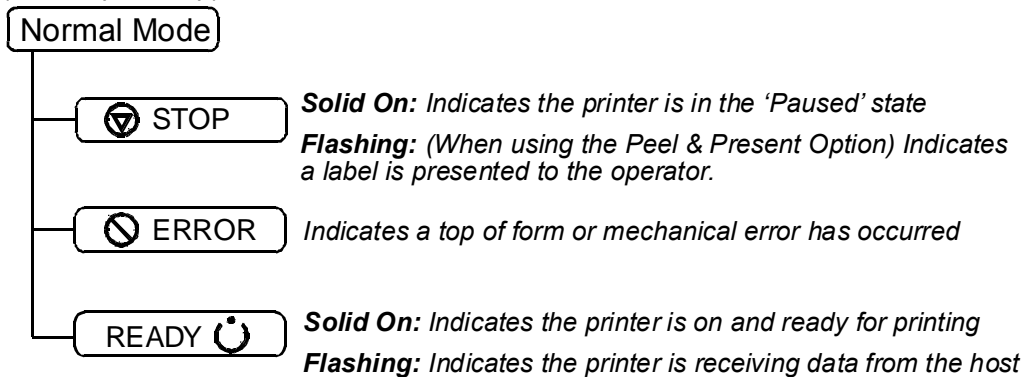 Normal Mode
STOP
Solid On: Indicates the printer is in the ‘Paused’ state
Flashing: (When using the Peel & Present Option) Indicates
a label is presented to the operator.
ERROR
Indicates a top of form or mechanical error has occurred
READY
Solid On: Indicates the printer is on and ready for printing
Flashing: Indicates the printer is receiving data from the host